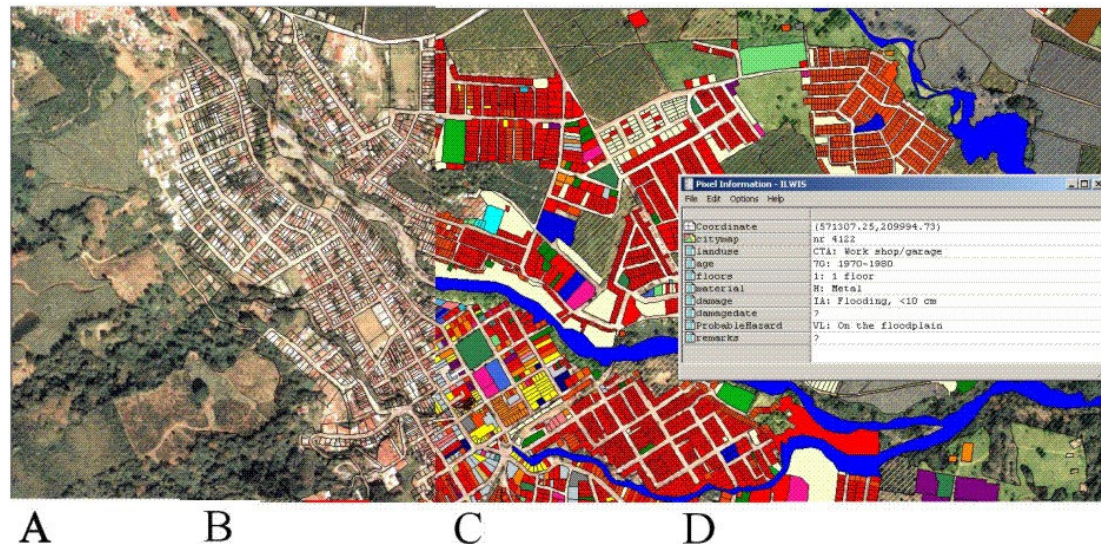 Pixel Information - ILWIS
File Edit Options Help
Coordinate (571307.25,209994.73)
citymap nr 4122
landuse CTA: Work shop/garage
age 70: 1970-1980
floors 1: 1 floor
material H: Metal
damage IA: Flooding, <10 cm
damagedate ?
ProbableHazard VL: On the floodplain
remarks ?
A B C D